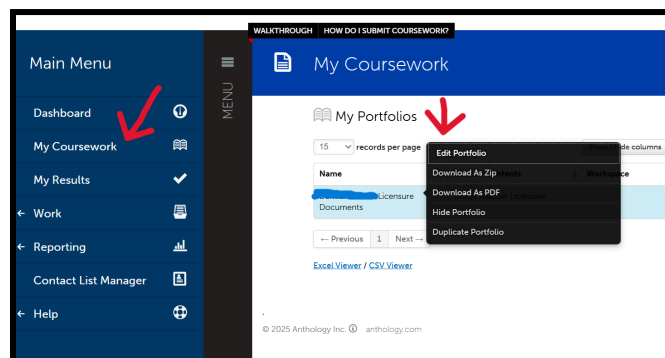 WALKTHROUGH HOW DO I SUBMIT COURSEWORK?
Main Menu
Dashboard
My Coursework
My Results
Work
Reporting
Contact List Manager
Help
MENU
My Coursework
My Portfolios
15 records per page
columns
Name
Workspace
Licensure
Documents
Edit Portfolio
Download As Zip
Download As PDF
Hide Portfolio
Duplicate Portfolio
← Previous 1 Next →
Excel Viewer / CSV Viewer
© 2025 Anthology Inc. anthology.com